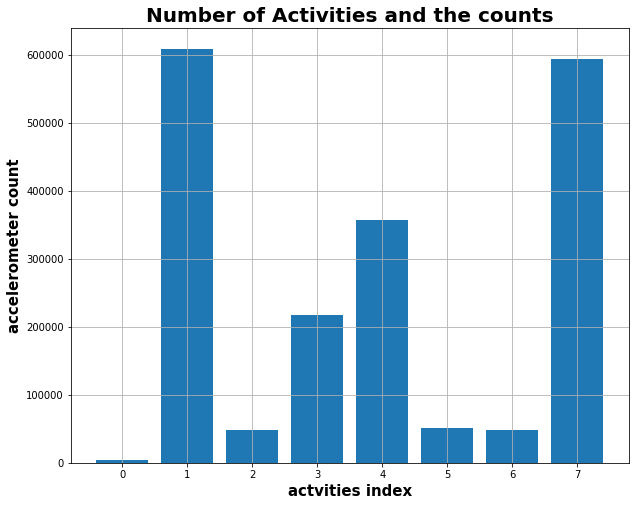 Number of Activities and the counts
accelerometer count
600000
500000
400000
300000
200000
100000
0
0 1 2 3 4 5 6 7
actvities index